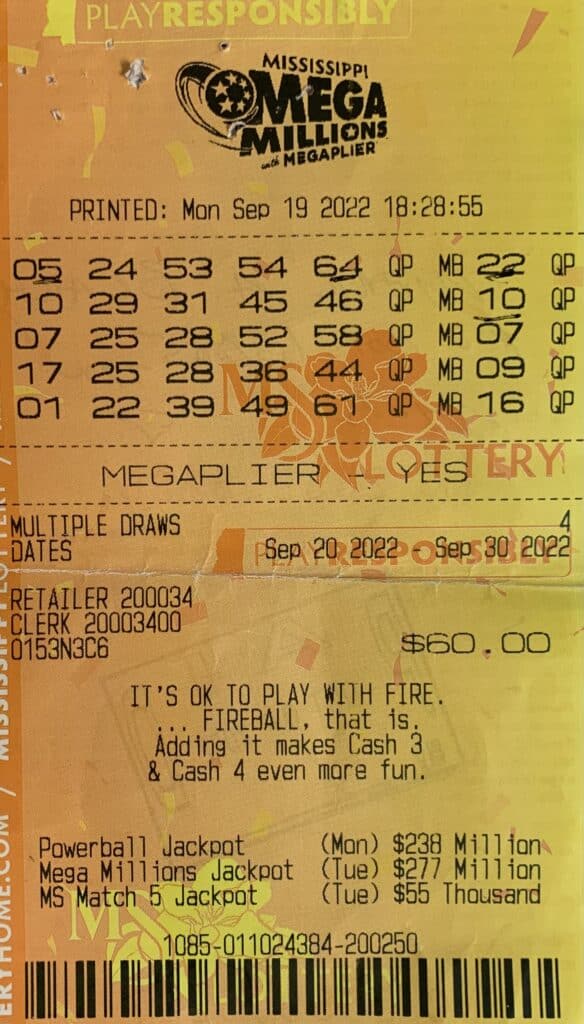 PLAYRESPONSIBLY
MISSISSIPPI
MEGA
MILLIONS
with MEGAPLIER
PRINTED: Mon Sep 19 2022 18:28:55
05 24 53 54 64 QP MB 22 QP
10 29 31 45 46 QP MB 10 QP
07 25 28 52 58 QP MB 07 QP
17 25 28 36 44 QP MB 09 QP
01 22 39 49 61 QP MB 16 QP
MS LOTTERY
MEGAPLIER - YES
MULTIPLE DRAWS 4
DATES Sep 20 2022 - Sep 30 2022
PLAYRESPONSIBLY
RETAILER 200034
CLERK 20003400
0153N3C6 $60.00
IT'S OK TO PLAY WITH FIRE.
... FIREBALL, that is.
Adding it makes Cash 3
& Cash 4 even more fun.
Powerball Jackpot (Mon) $238 Million
Mega Millions Jackpot (Tue) $277 Million
MS Match 5 Jackpot (Tue) $55 Thousand
MS
1085-011024384-200250
ERYHOME.COM / MISSISSIPPI LOTTERY /